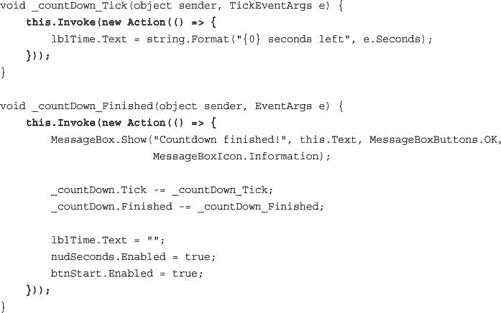 void _countDown_Tick(object sender, TickEventArgs e) {
    this.Invoke(new Action(() => {
        lblTime.Text = string.Format("{0} seconds left", e.Seconds);
    }));
}

void _countDown_Finished(object sender, EventArgs e) {
    this.Invoke(new Action(() => {
        MessageBox.Show("Countdown finished!", this.Text, MessageBoxButtons.OK,
                        MessageBoxIcon.Information);

        _countDown.Tick -= _countDown_Tick;
        _countDown.Finished -= _countDown_Finished;

        lblTime.Text = "";
        nudSeconds.Enabled = true;
        btnStart.Enabled = true;
    }));
}